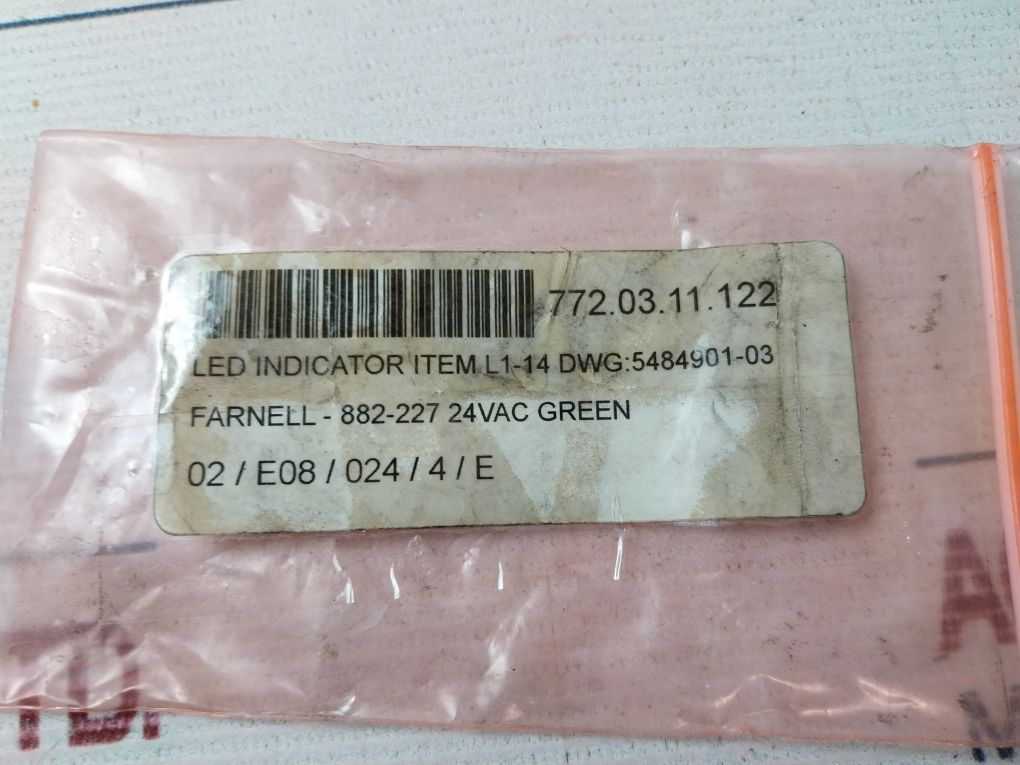 772.03.11.122
LED INDICATOR ITEM L1-14 DWG:5484901-03
FARNELL - 882-227 24VAC GREEN
02 / E08 / 024 / 4 / E
TD.